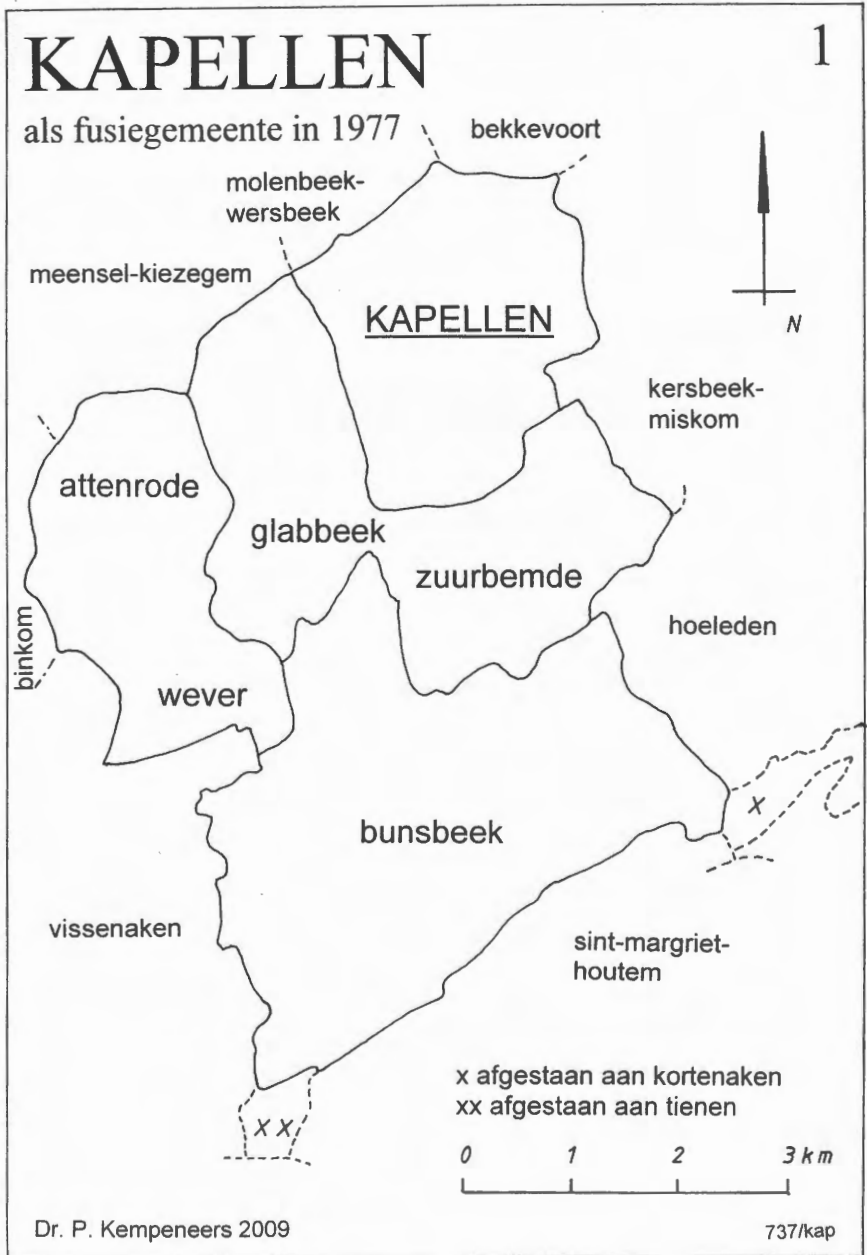 KAPELLEN
1
als fusiegemeente in 1977
bekkevoort
molenbeek-
wersbeek
meensel-kiezegem
KAPELLEN
N
kersbeek-
miskom
attenrode
glabbeek
zuurbemde
hoeleden
binkom
wever
x
bunsbeek
vissenaken
sint-margriet-
houtem
x afgestaan aan kortenaken
xx afgestaan aan tienen
x x
0 1 2 3 km
Dr. P. Kempeneers 2009
737/kap